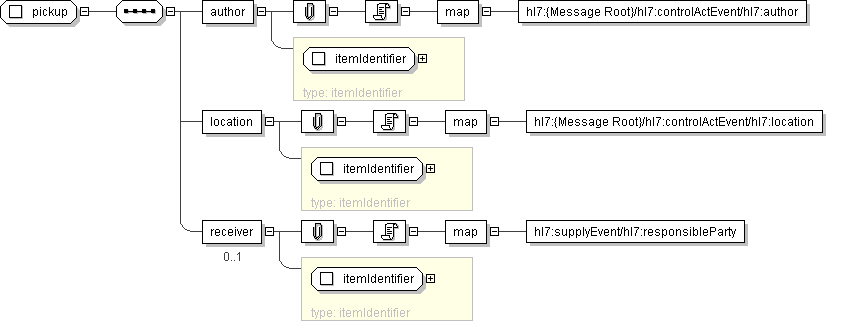 pickup
author
map
hl7:{Message Root}/hl7:controlActEvent/hl7:author
itemIdentifier
type: itemIdentifier
location
map
hl7:{Message Root}/hl7:controlActEvent/hl7:location
itemIdentifier
type: itemIdentifier
receiver
map
hl7:supplyEvent/hl7:responsibleParty
0..1
itemIdentifier
type: itemIdentifier